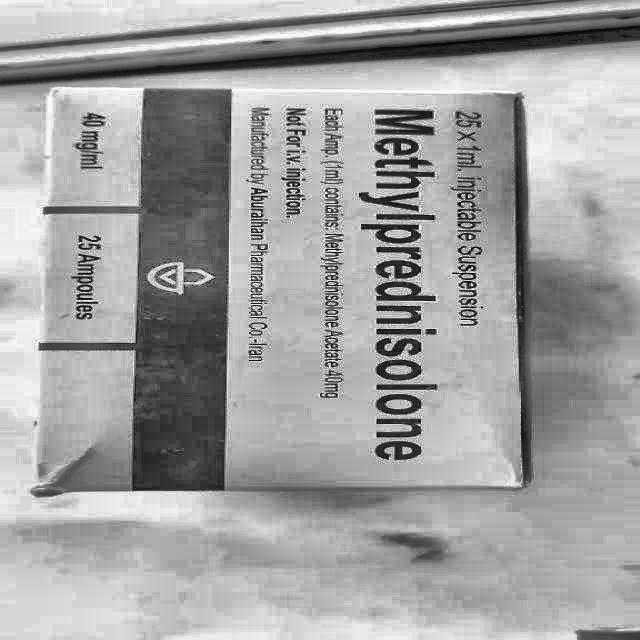 25 x 1ml. Injectable Suspension
Methylprednisolone
Each Amp. (1ml) contains: Methylprednisolone Acetate 40mg
Not For i.v. injection.
Manufactured by Aburaihan Pharmaceutical Co.-Iran
40 mg/ml
25 Ampoules